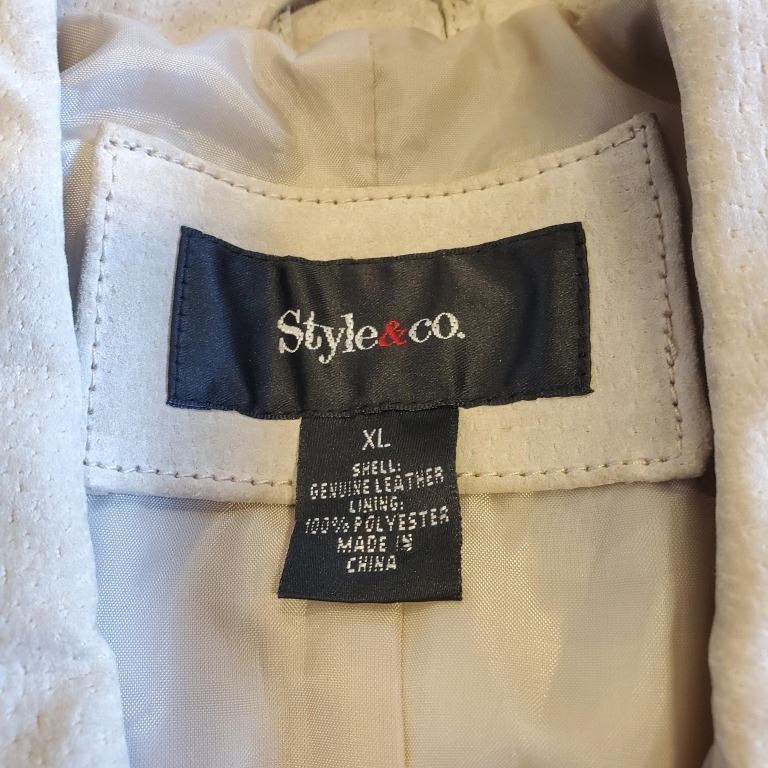 Style&co.
XL
SHELL:
GENUINE LEATHER
LINING:
100% POLYESTER
MADE IN
CHINA